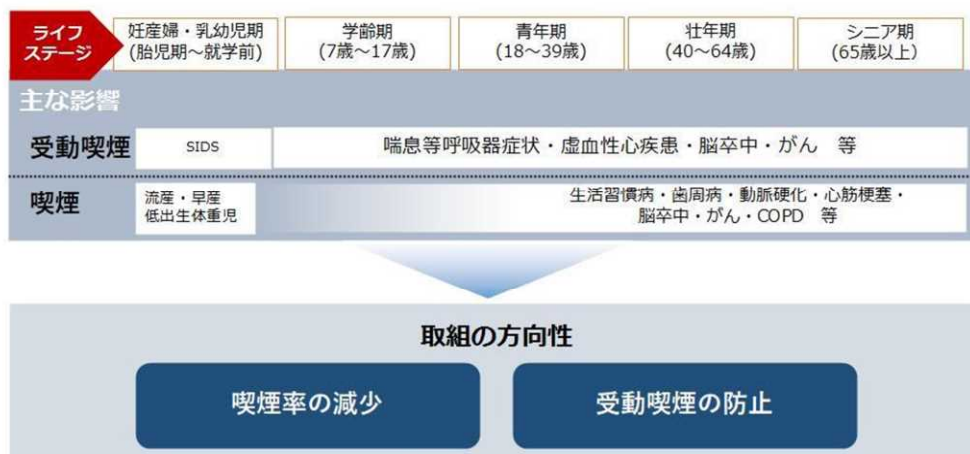 ライフ
ステージ
妊産婦・乳幼児期
(胎児期～就学前)
学齢期
(7歳～17歳)
青年期
(18～39歳)
壮年期
(40～64歳)
シニア期
(65歳以上)
主な影響
受動喫煙
SIDS
喘息等呼吸器症状・虚血性心疾患・脳卒中・がん 等
喫煙
流産・早産
低出生体重児
生活習慣病・歯周病・動脈硬化・心筋梗塞・
脳卒中・がん・COPD 等
取組の方向性
喫煙率の減少
受動喫煙の防止